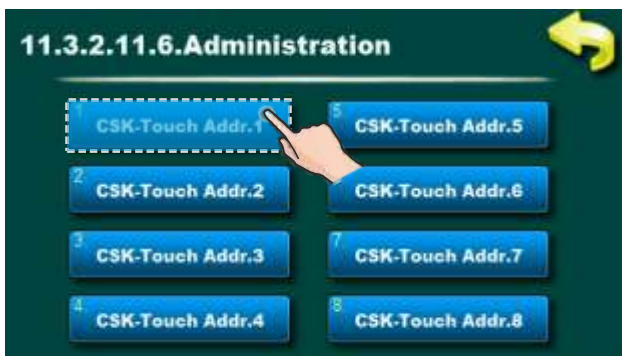 11.3.2.11.6.Administration
1
CSK-Touch Addr.1
2
CSK-Touch Addr.2
3
CSK-Touch Addr.3
4
CSK-Touch Addr.4
5
CSK-Touch Addr.5
CSK-Touch Addr.6
7
CSK-Touch Addr.7
8
CSK-Touch Addr.8